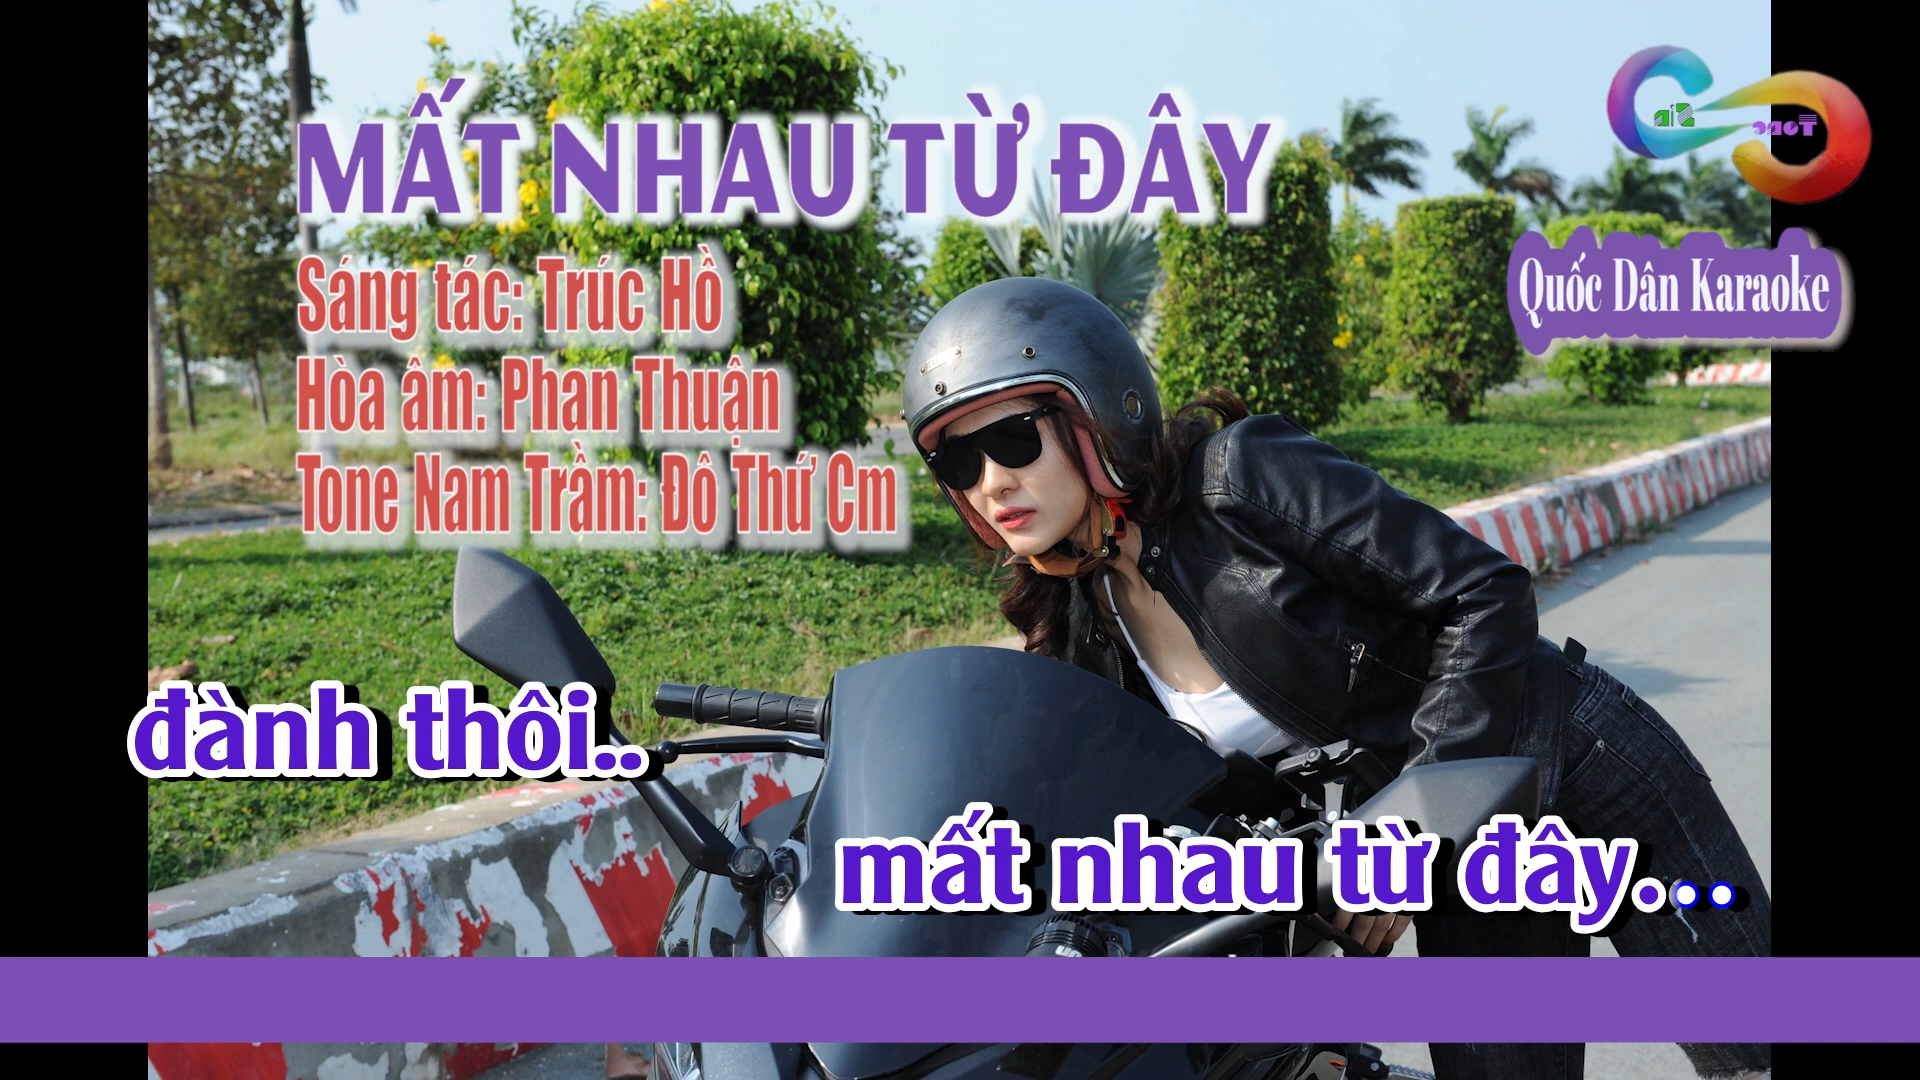 MẤT NHAU TỪ ĐÂY
Sáng tác: Trúc Hồ
Hòa âm: Phan Thuận
Tone Nam Trầm: Đô Thứ Cm
Quốc Dân Karaoke
đành thôi..
mất nhau từ đây...